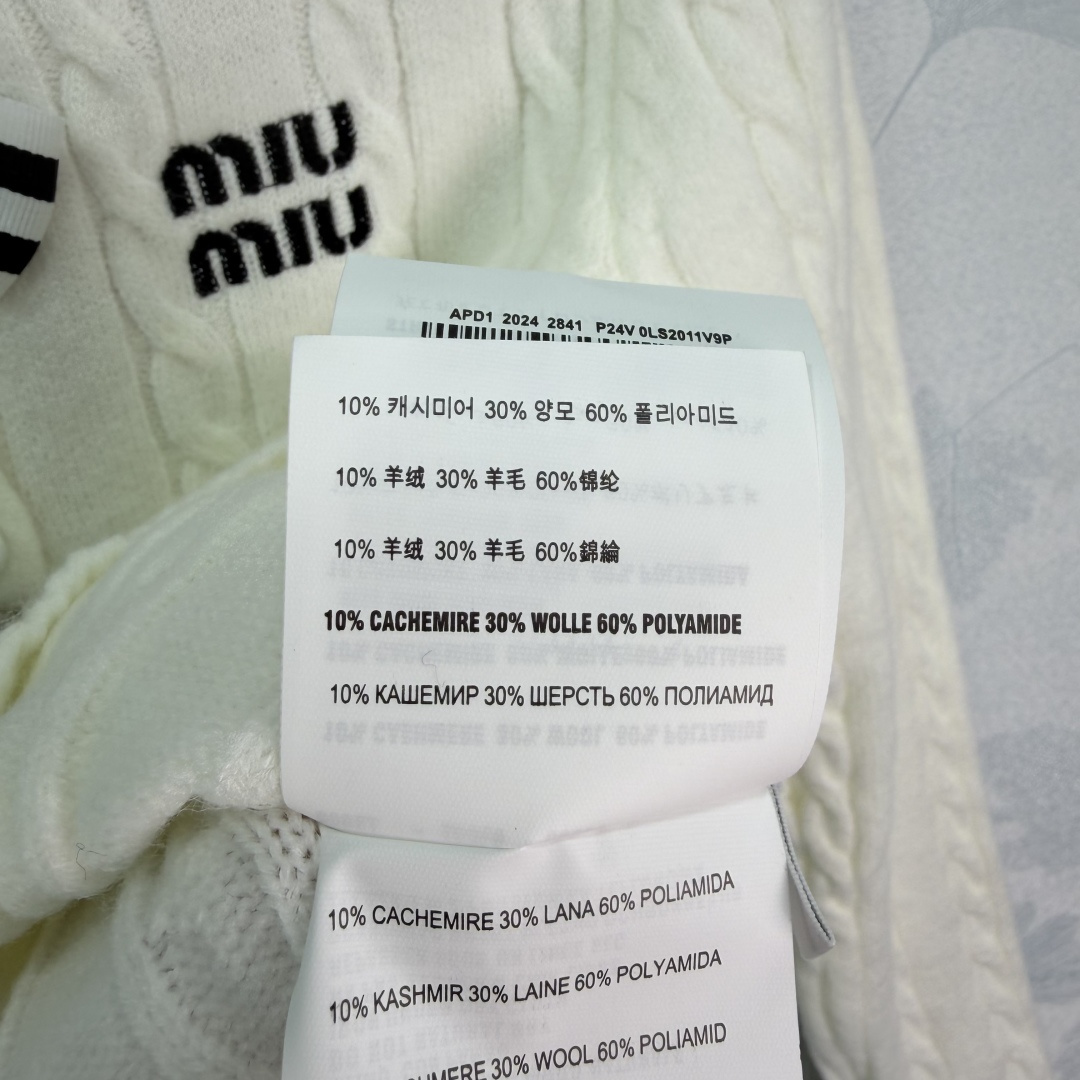 MIU
MIU
APD1 2024 2841 P24V 0LS2011V9P
10% 캐시미어 30% 양모 60% 폴리아미드
10% 羊绒 30% 羊毛 60%锦纶
10% 羊绒 30% 羊毛 60%錦綸
10% CACHEMIRE 30% WOLLE 60% POLYAMIDE
10% КАШЕМИР 30% ШЕРСТЬ 60% ПОЛИАМИД
10% CACHEMIRE 30% LANA 60% POLIAMIDA
10% KASHMIR 30% LAINE 60% POLYAMIDA
30% WOOL 60% POLIAMID